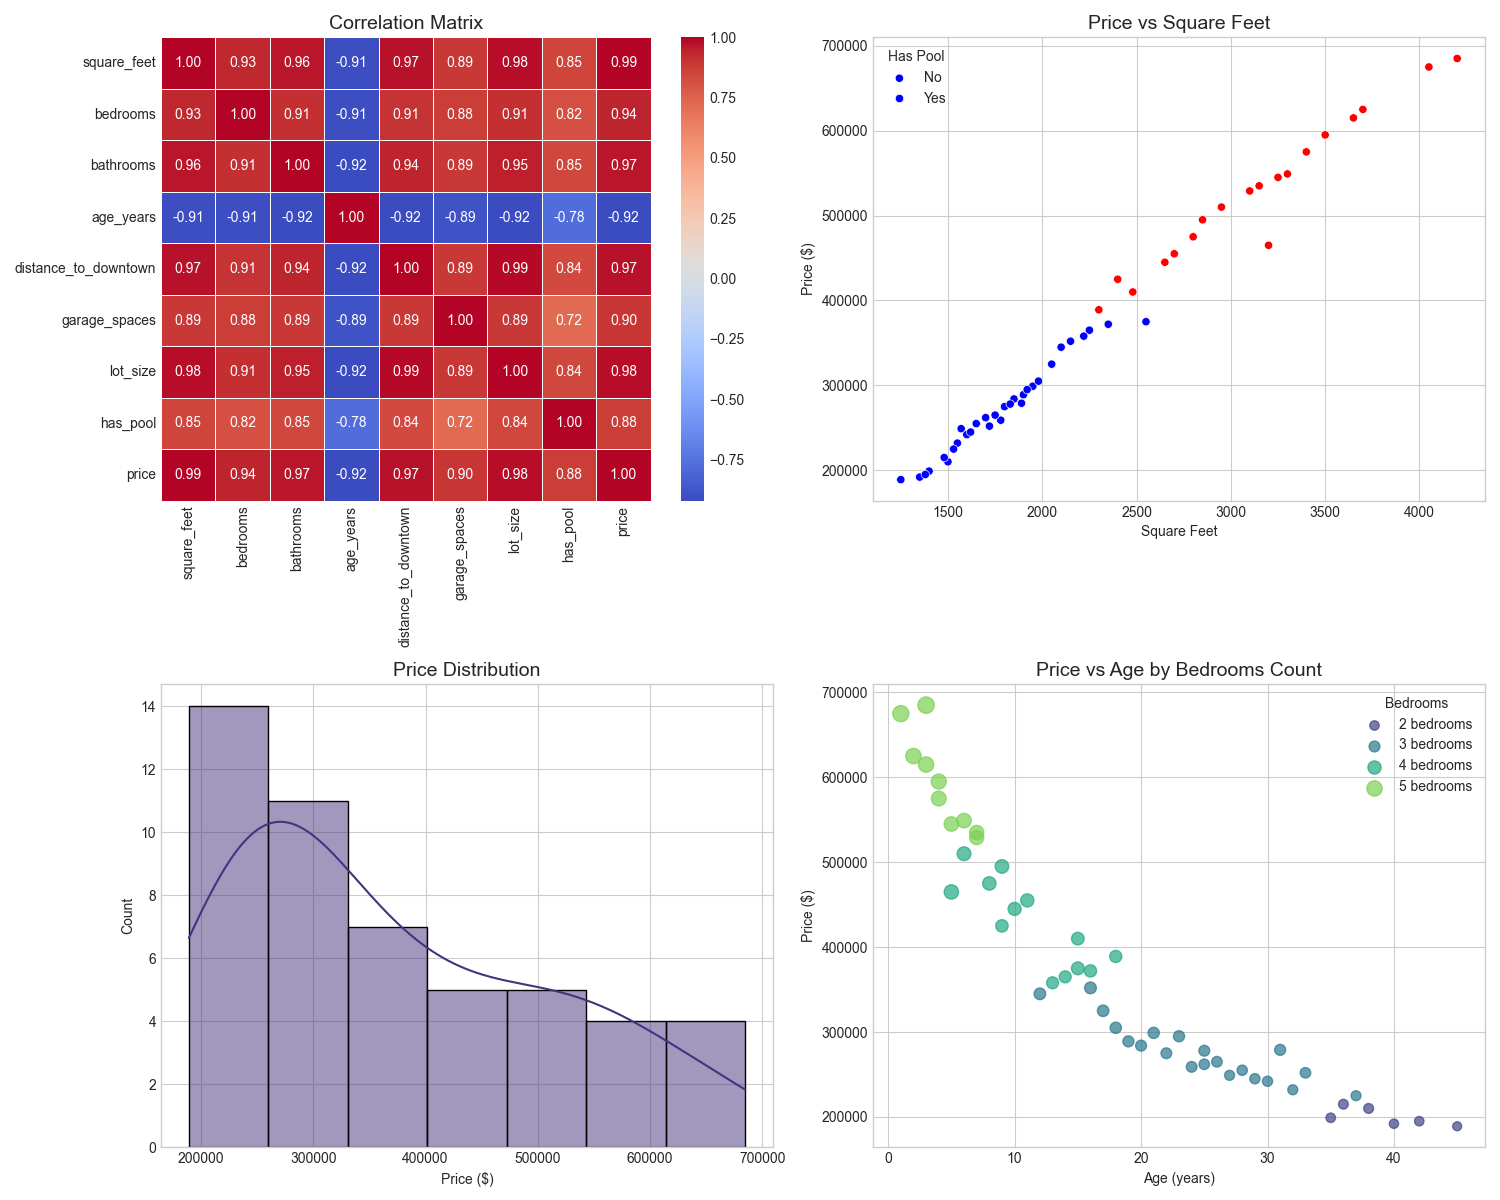 Correlation Matrix
square_feet 1.00 0.93 0.96 -0.91 0.97 0.89 0.98 0.85 0.99
bedrooms 0.93 1.00 0.91 -0.91 0.91 0.88 0.91 0.82 0.94
bathrooms 0.96 0.91 1.00 -0.92 0.94 0.89 0.95 0.85 0.97
age_years -0.91 -0.91 -0.92 1.00 -0.92 -0.89 -0.92 -0.78 -0.92
distance_to_downtown 0.97 0.91 0.94 -0.92 1.00 0.89 0.99 0.84 0.97
garage_spaces 0.89 0.88 0.89 -0.89 0.89 1.00 0.89 0.72 0.90
lot_size 0.98 0.91 0.95 -0.92 0.99 0.89 1.00 0.84 0.98
has_pool 0.85 0.82 0.85 -0.78 0.84 0.72 0.84 1.00 0.88
price 0.99 0.94 0.97 -0.92 0.97 0.90 0.98 0.88 1.00
square_feet
bedrooms
bathrooms
age_years
distance_to_downtown
garage_spaces
lot_size
has_pool
price
1.00
0.75
0.50
0.25
0.00
−0.25
−0.50
−0.75
Price vs Square Feet
Has Pool
No
Yes
Price ($)
700000
600000
500000
400000
300000
200000
1500 2000 2500 3000 3500 4000
Square Feet
Price Distribution
Count
14
12
10
8
6
4
2
0
200000 300000 400000 500000 600000 700000
Price ($)
Price vs Age by Bedrooms Count
Bedrooms
2 bedrooms
3 bedrooms
4 bedrooms
5 bedrooms
Price ($)
700000
600000
500000
400000
300000
200000
0 10 20 30 40
Age (years)